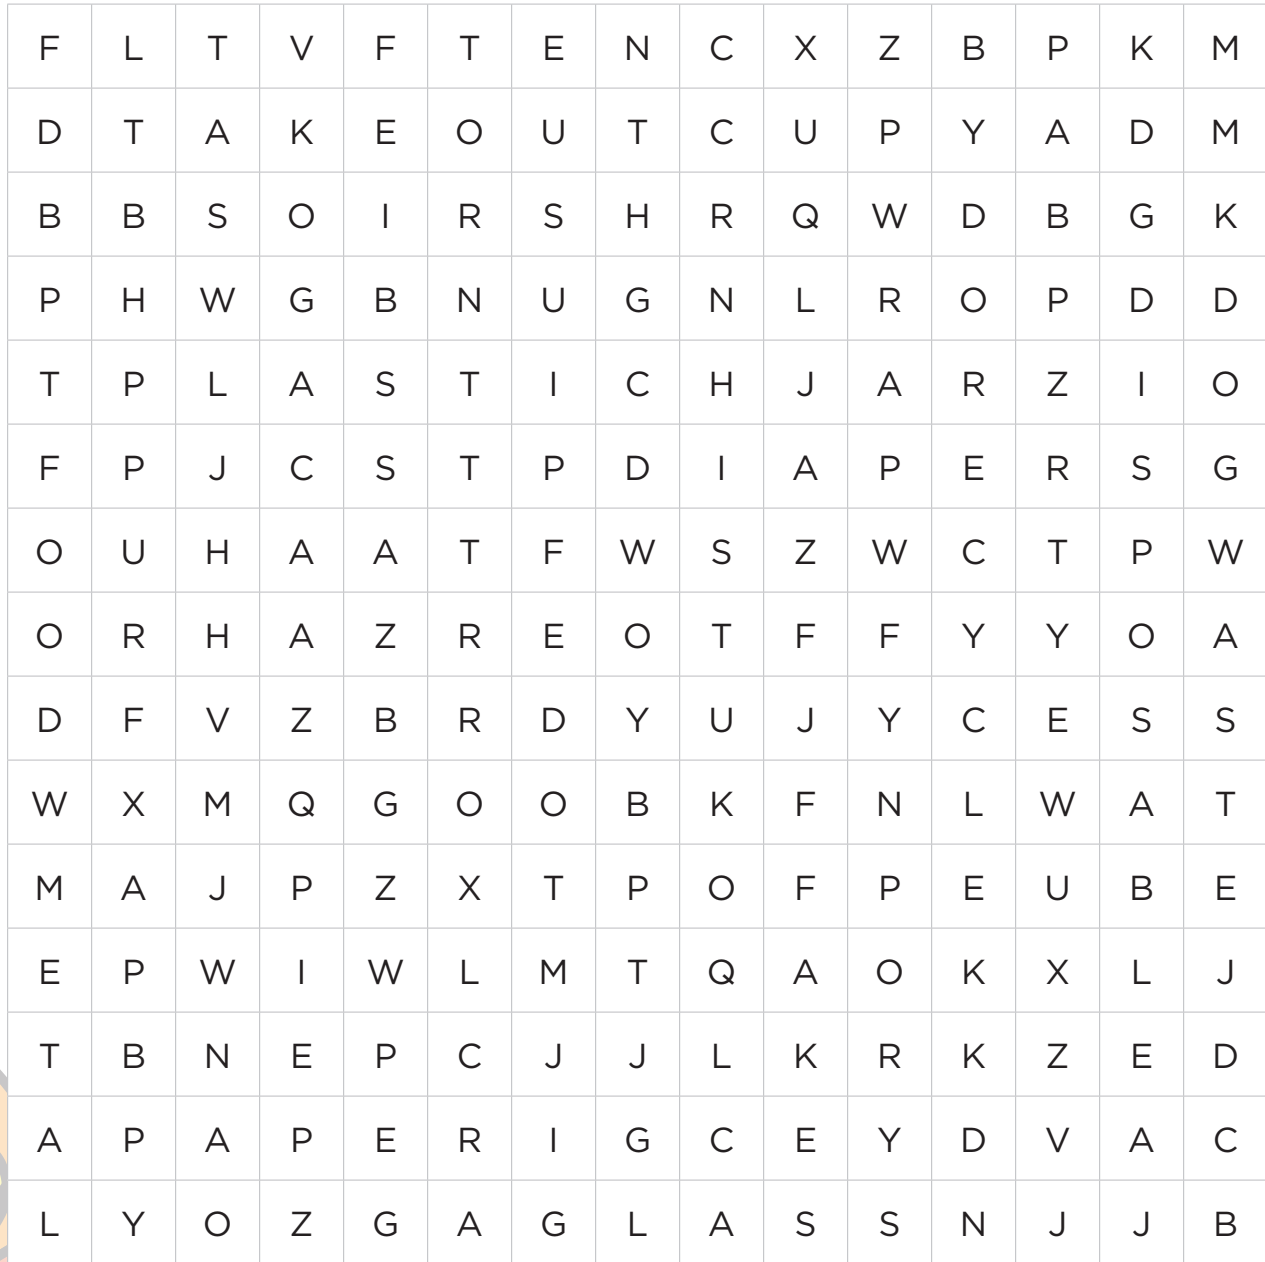 F L T V F T E N C X Z B P K M
D T A K E O U T C U P Y A D M
B B S O I R S H R Q W D B G K
P H W G B N U G N L R O P D D
T P L A S T I C H J A R Z I O
F P J C S T P D I A P E R S G
O U H A A T F W S Z W C T P W
O R H A Z R E O T F F Y Y O A
D F V Z B R D Y U J Y C E S S
W X M Q G O O B K F N L W A T
M A J P Z X T P O F P E U B E
E P W I W L M T Q A O K X L J
T B N E P C J J L K R K Z E D
A P A P E R I G C E Y D V A C
L Y O Z G A G L A S S N J J B